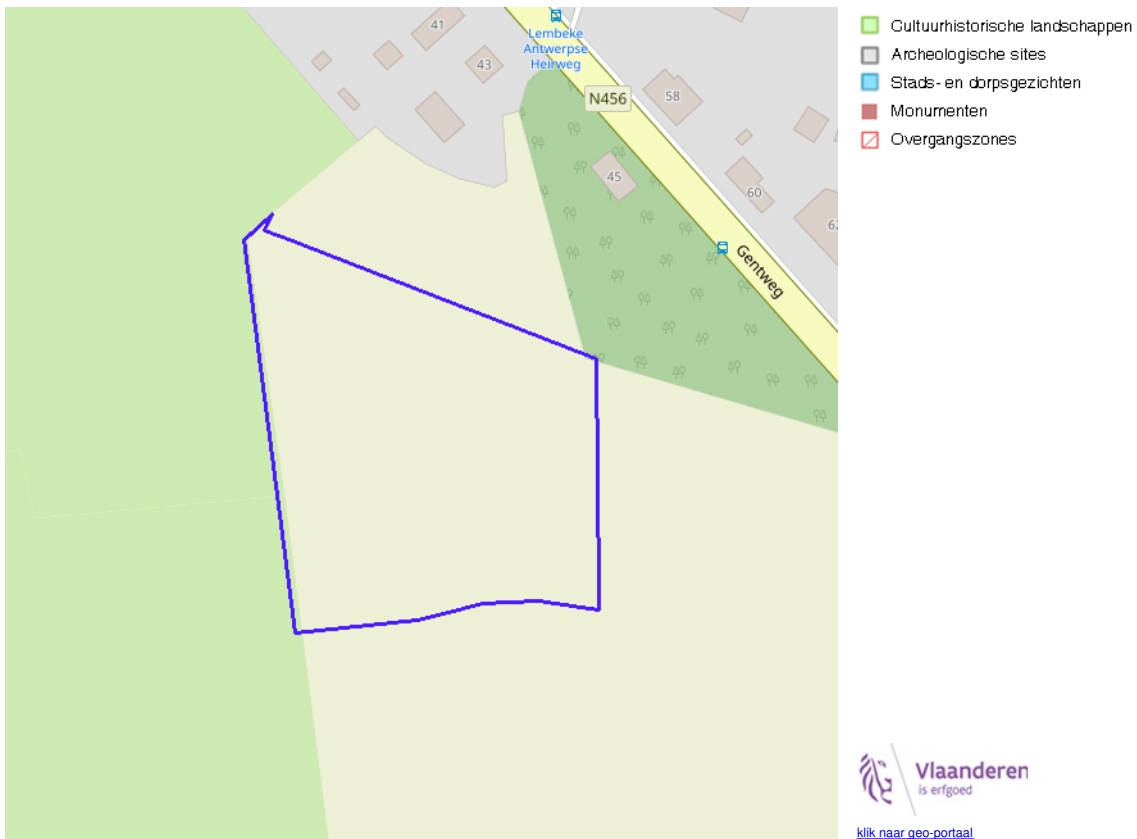 41
Lembeke
Antwerpse
Heirweg
43
N456
58
45
60
62
Gentweg
Cultuurhistorische landschappen
Archeologische sites
Stads- en dorpsgezichten
Monumenten
Overgangszones
Vlaanderen
is erfgoed
klik naar geo-portaal